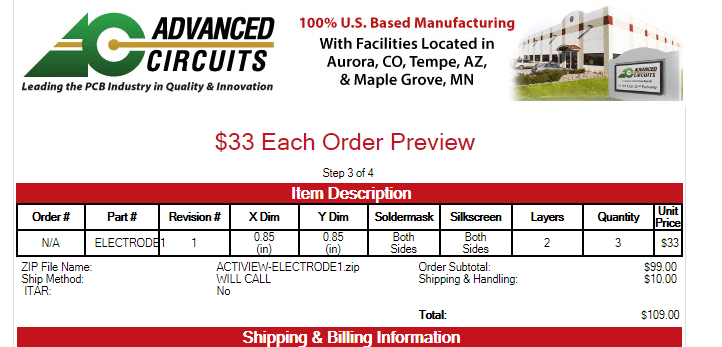 ADVANCED
CIRCUITS
Leading the PCB Industry in Quality & Innovation
100% U.S. Based Manufacturing
With Facilities Located in
Aurora, CO, Tempe, AZ,
& Maple Grove, MN
ADVANCED
CIRCUITS
$33 Each Order Preview
Step 3 of 4
Item Description
Order # Part # Revision # X Dim Y Dim Soldermask Silkscreen Layers Quantity Unit Price
N/A ELECTRODE1 1 0.85 (in) 0.85 (in) Both Sides Both Sides 2 3 $33
ZIP File Name: ACTIVIEW-ELECTRODE1.zip Order Subtotal: $99.00
Ship Method: WILL CALL Shipping & Handling: $10.00
ITAR: No
Total: $109.00
Shipping & Billing Information